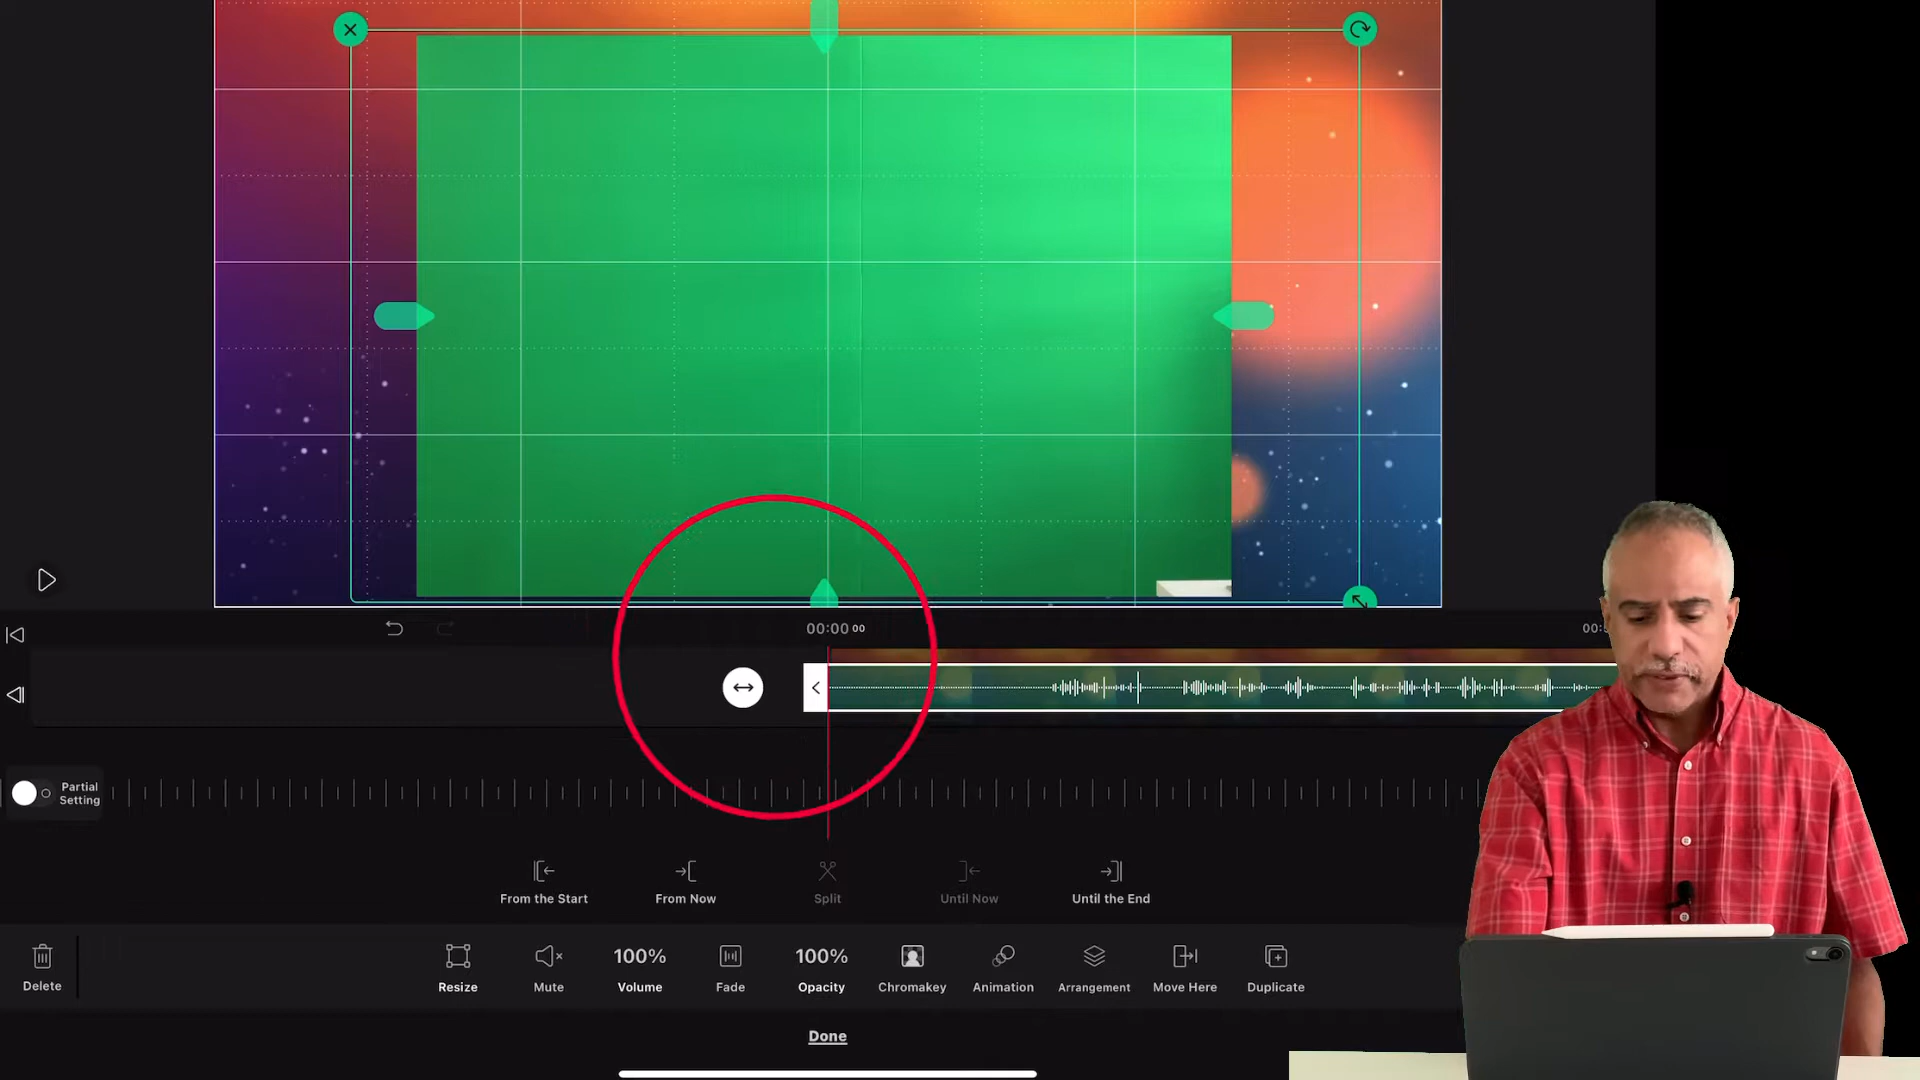 00:00 00
00:
Partial
Setting
From the Start
From Now
Split
Until Now
Until the End
Delete
Resize
Mute
100%
Volume
Fade
100%
Opacity
Chromakey
Animation
Arrangement
Move Here
Duplicate
Done